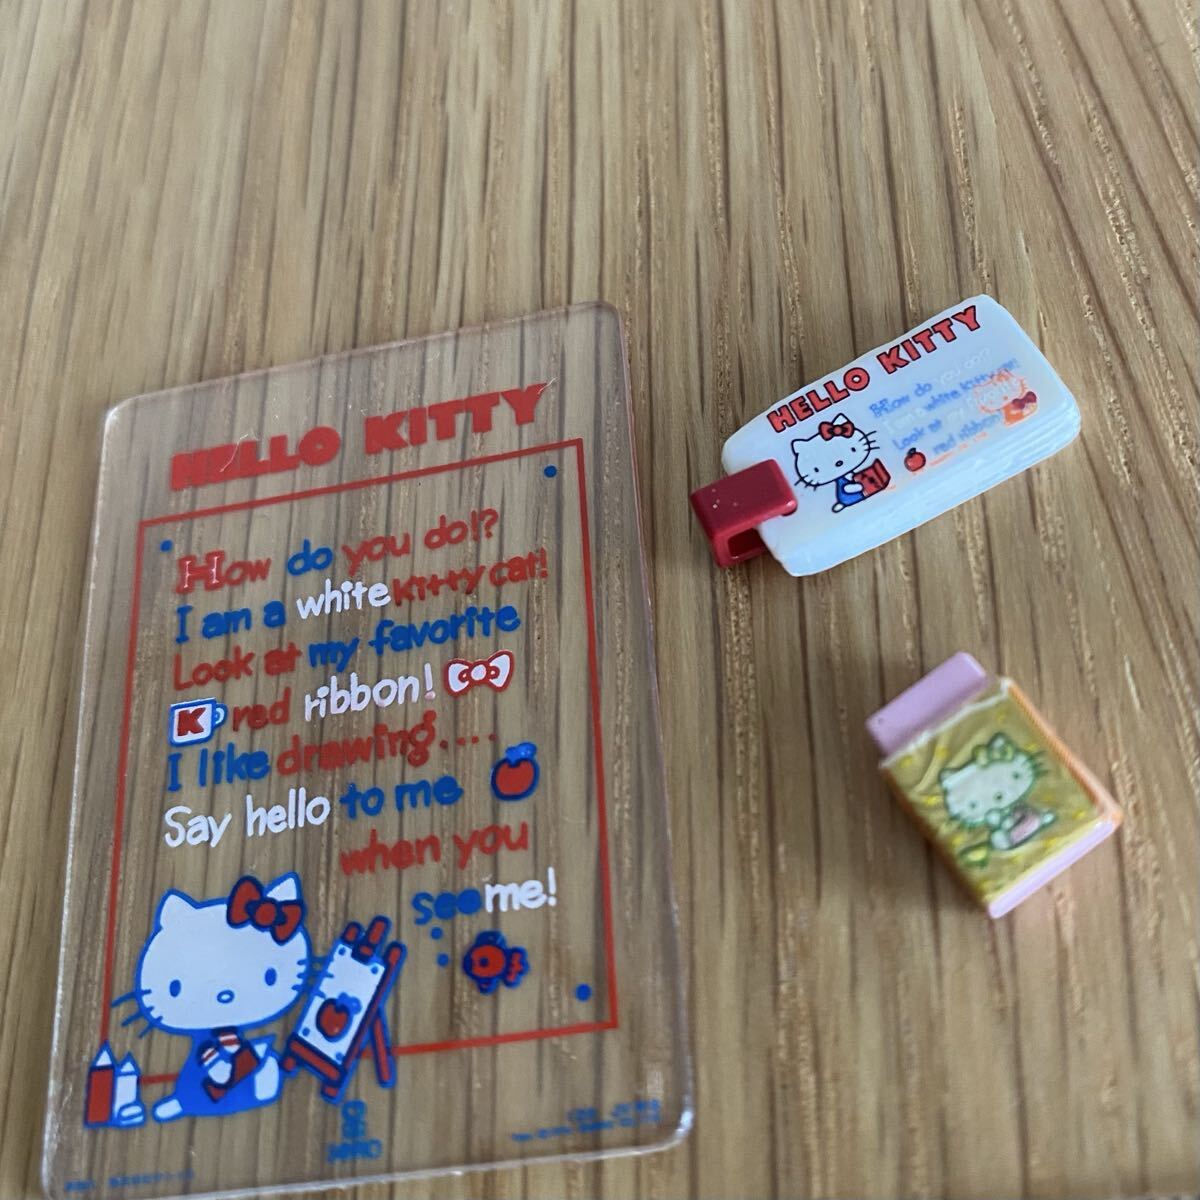 HELLO KITTY
How do you do!?
I am a white kitty cat!
Look at my favorite
K red ribbon!
I like drawing....
Say hello to me
when you
see me!
HELLO KITTY
How do you do!?
I am a white kitty cat!
Look at my
red ribbon